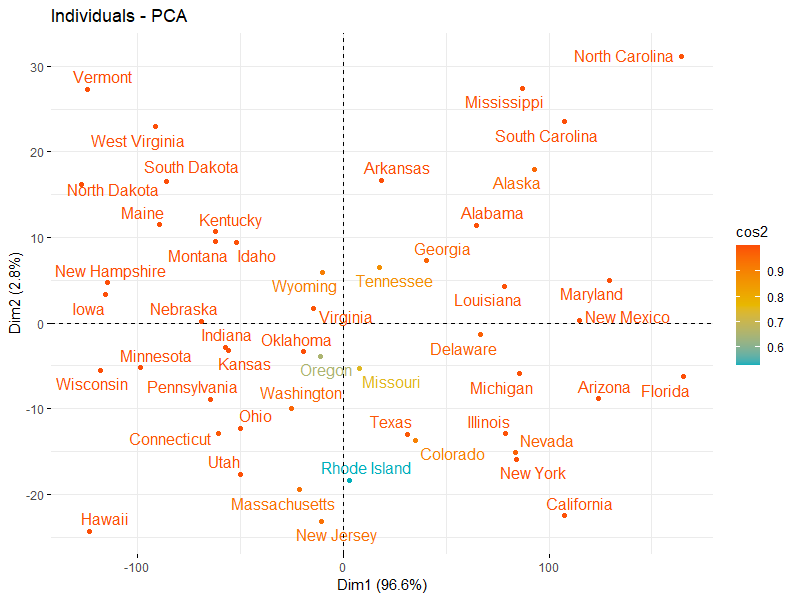 Individuals - PCA
North Carolina
Vermont
Mississippi
South Carolina
West Virginia
South Dakota
Arkansas
Alaska
North Dakota
Maine
Kentucky
Alabama
Montana
Idaho
Georgia
New Hampshire
Wyoming
Tennessee
Iowa
Nebraska
Virginia
Louisiana
Maryland
New Mexico
Indiana
Oklahoma
Delaware
Minnesota
Kansas
Oregon
Wisconsin
Pennsylvania
Washington
Missouri
Michigan
Arizona
Florida
Ohio
Texas
Illinois
Connecticut
Colorado
Nevada
Utah
Rhode Island
New York
Massachusetts
California
Hawaii
New Jersey
30
20
10
0
-10
-20
Dim2 (2.8%)
-100
0
100
Dim1 (96.6%)
cos2
0.9
0.8
0.7
0.6